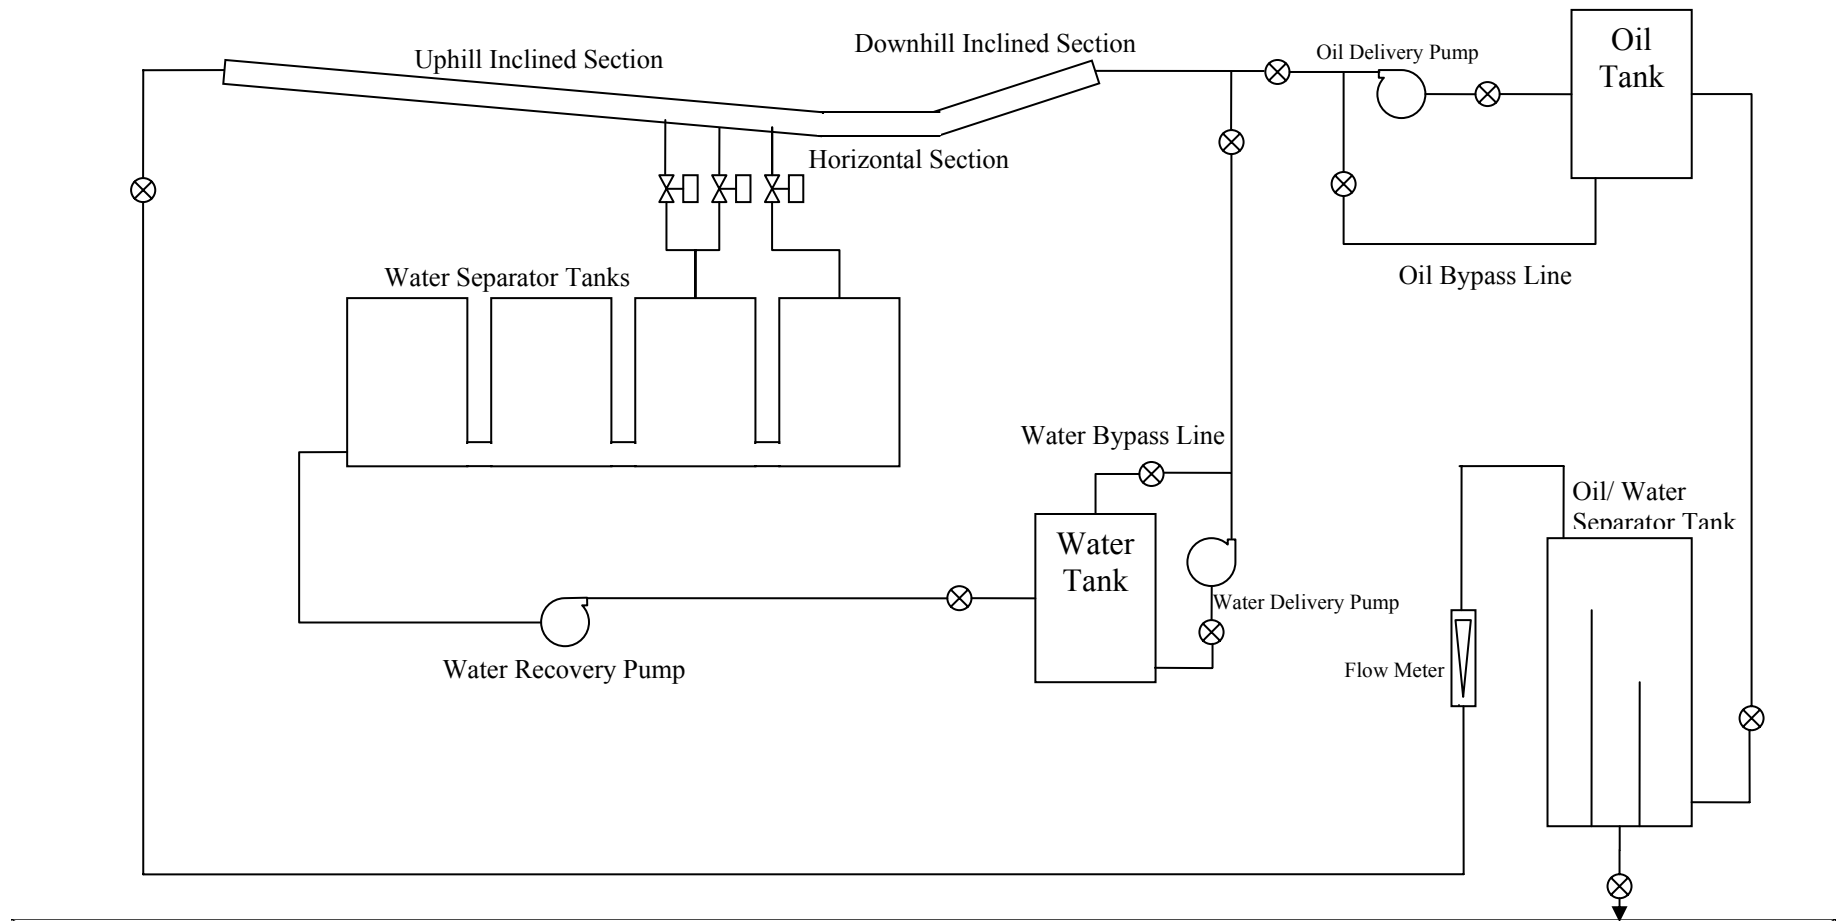 Uphill Inclined Section
Downhill Inclined Section
Oil Delivery Pump
Oil
Tank
Horizontal Section
Water Separator Tanks
Oil Bypass Line
Water Bypass Line
Oil/ Water
Separator Tank
Water
Tank
Water Delivery Pump
Water Recovery Pump
Flow Meter